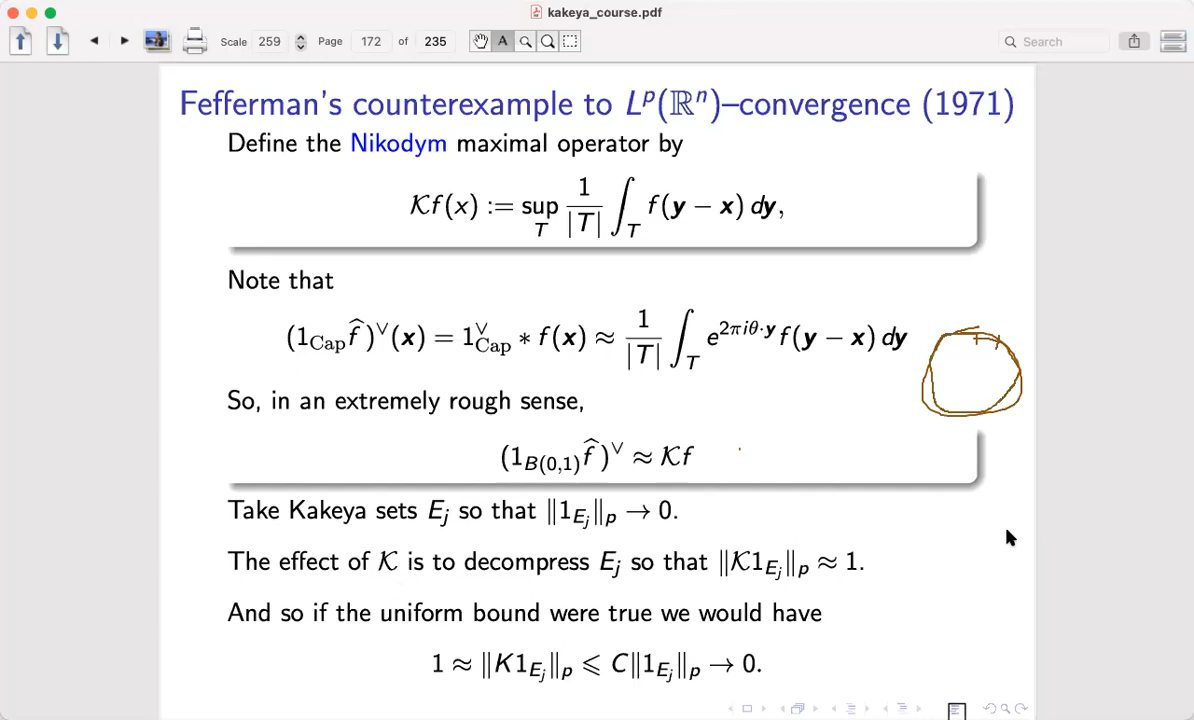 kakeya_course.pdf
Scale 259 Page 172 of 235 A Search
Fefferman's counterexample to Lᵖ(ℝⁿ)–convergence (1971)
Define the Nikodym maximal operator by
𝒦f(x) := sup_T 1/|T| ∫_T f(y − x) dy,
Note that
(1_Cap f̂)^∨(x) = 1^∨_Cap ∗ f(x) ≈ 1/|T| ∫_T e^{2πiθ·y} f(y − x) dy
So, in an extremely rough sense,
(1_{B(0,1)} f̂)^∨ ≈ 𝒦f
Take Kakeya sets E_j so that ‖1_{E_j}‖_p → 0.
The effect of 𝒦 is to decompress E_j so that ‖𝒦1_{E_j}‖_p ≈ 1.
And so if the uniform bound were true we would have
1 ≈ ‖K1_{E_j}‖_p ⩽ C‖1_{E_j}‖_p → 0.